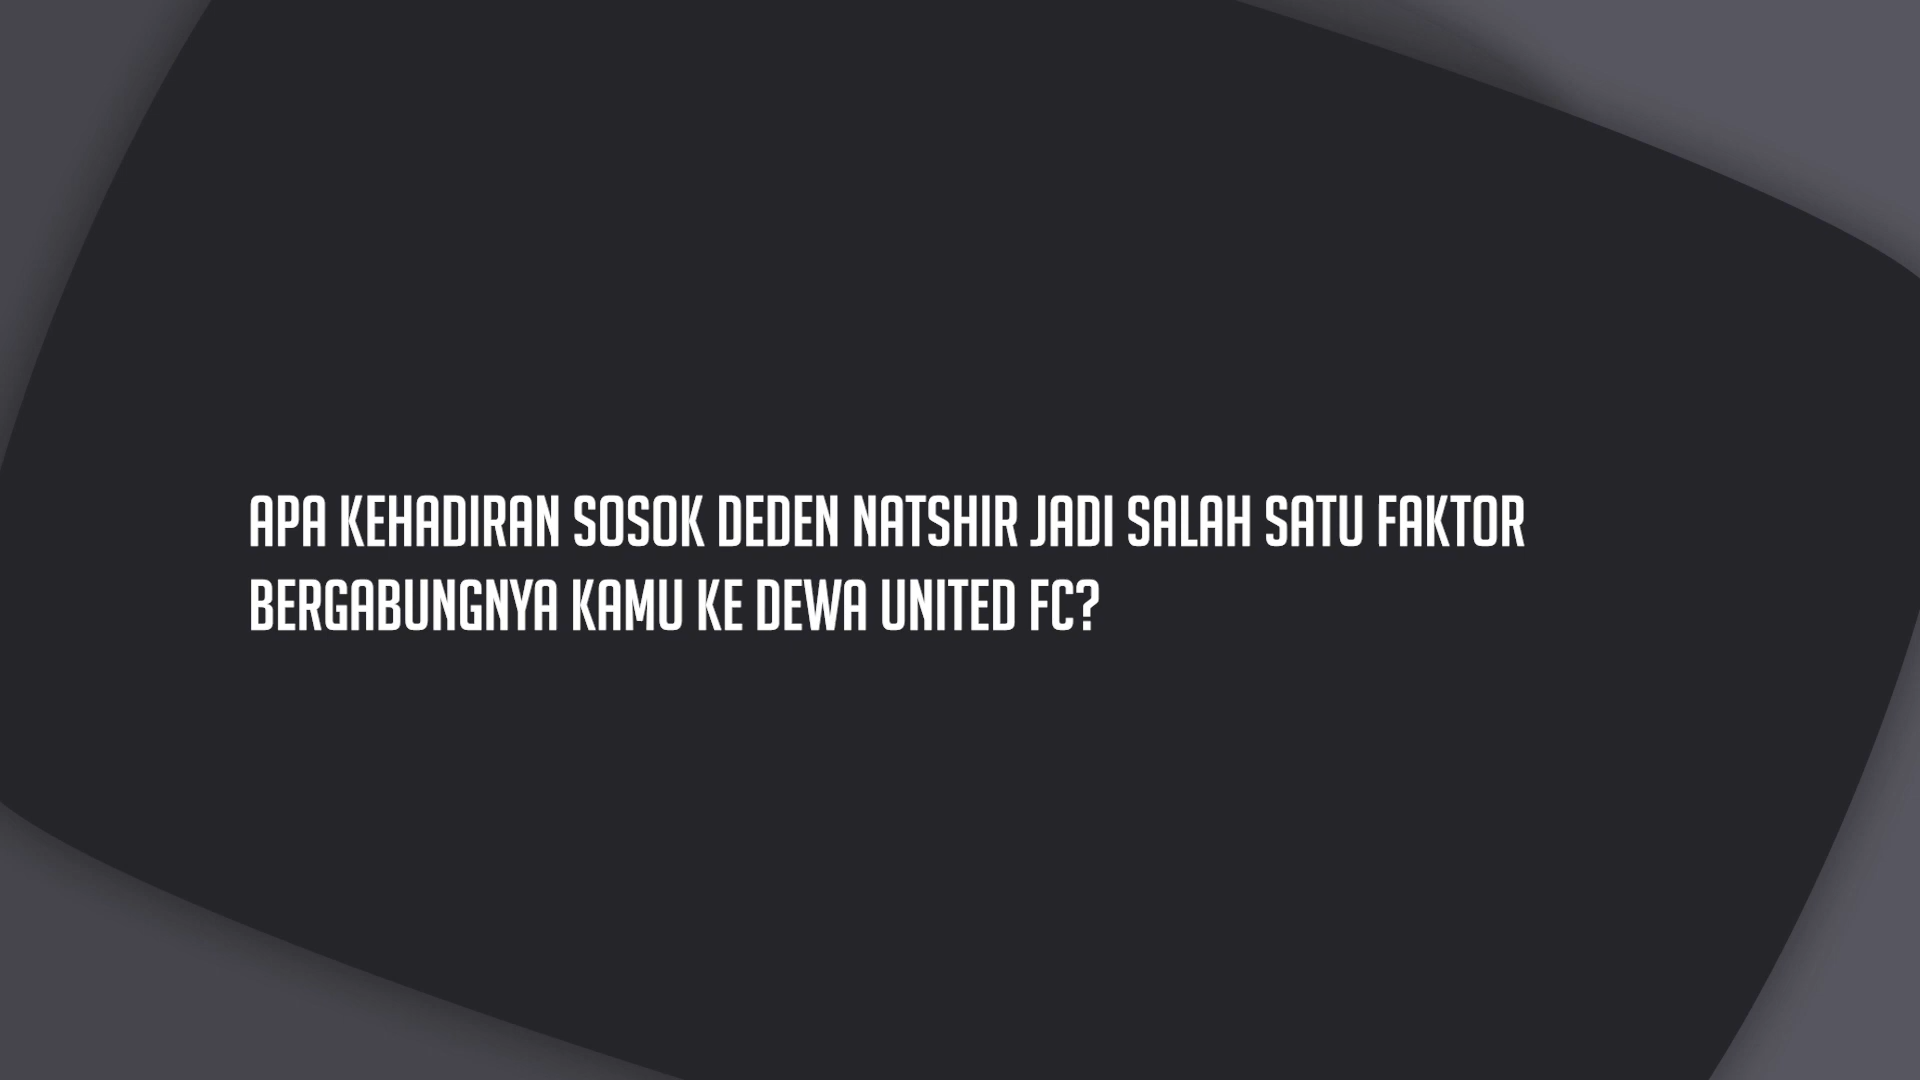 APA KEHADIRAN SOSOK DEDEN NATSHIR JADI SALAH SATU FAKTOR
BERGABUNGNYA KAMU KE DEWA UNITED FC?